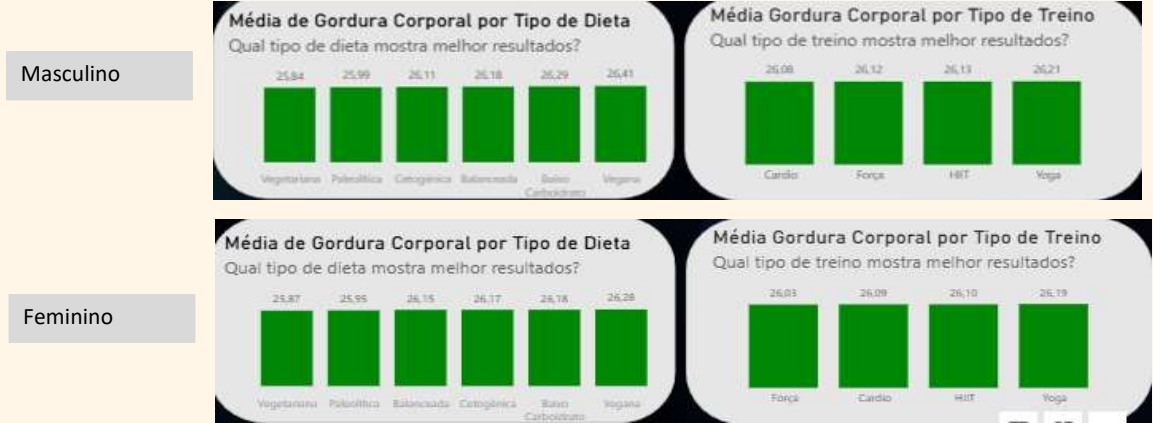 Masculino
Média de Gordura Corporal por Tipo de Dieta
Qual tipo de dieta mostra melhor resultados?
25,84 25,99 26,11 26,18 26,29 26,41
Vegetariana Paleolítica Cetogênica Balanceada Baixo Carboidrato Vegana
Média Gordura Corporal por Tipo de Treino
Qual tipo de treino mostra melhor resultados?
26,08 26,12 26,13 26,21
Cardio Força HIIT Yoga
Feminino
Média de Gordura Corporal por Tipo de Dieta
Qual tipo de dieta mostra melhor resultados?
25,87 25,95 26,15 26,17 26,18 26,28
Vegetariana Paleolítica Balanceada Cetogênica Baixo Carboidrato Vegana
Média Gordura Corporal por Tipo de Treino
Qual tipo de treino mostra melhor resultados?
26,03 26,09 26,10 26,19
Força Cardio HIIT Yoga